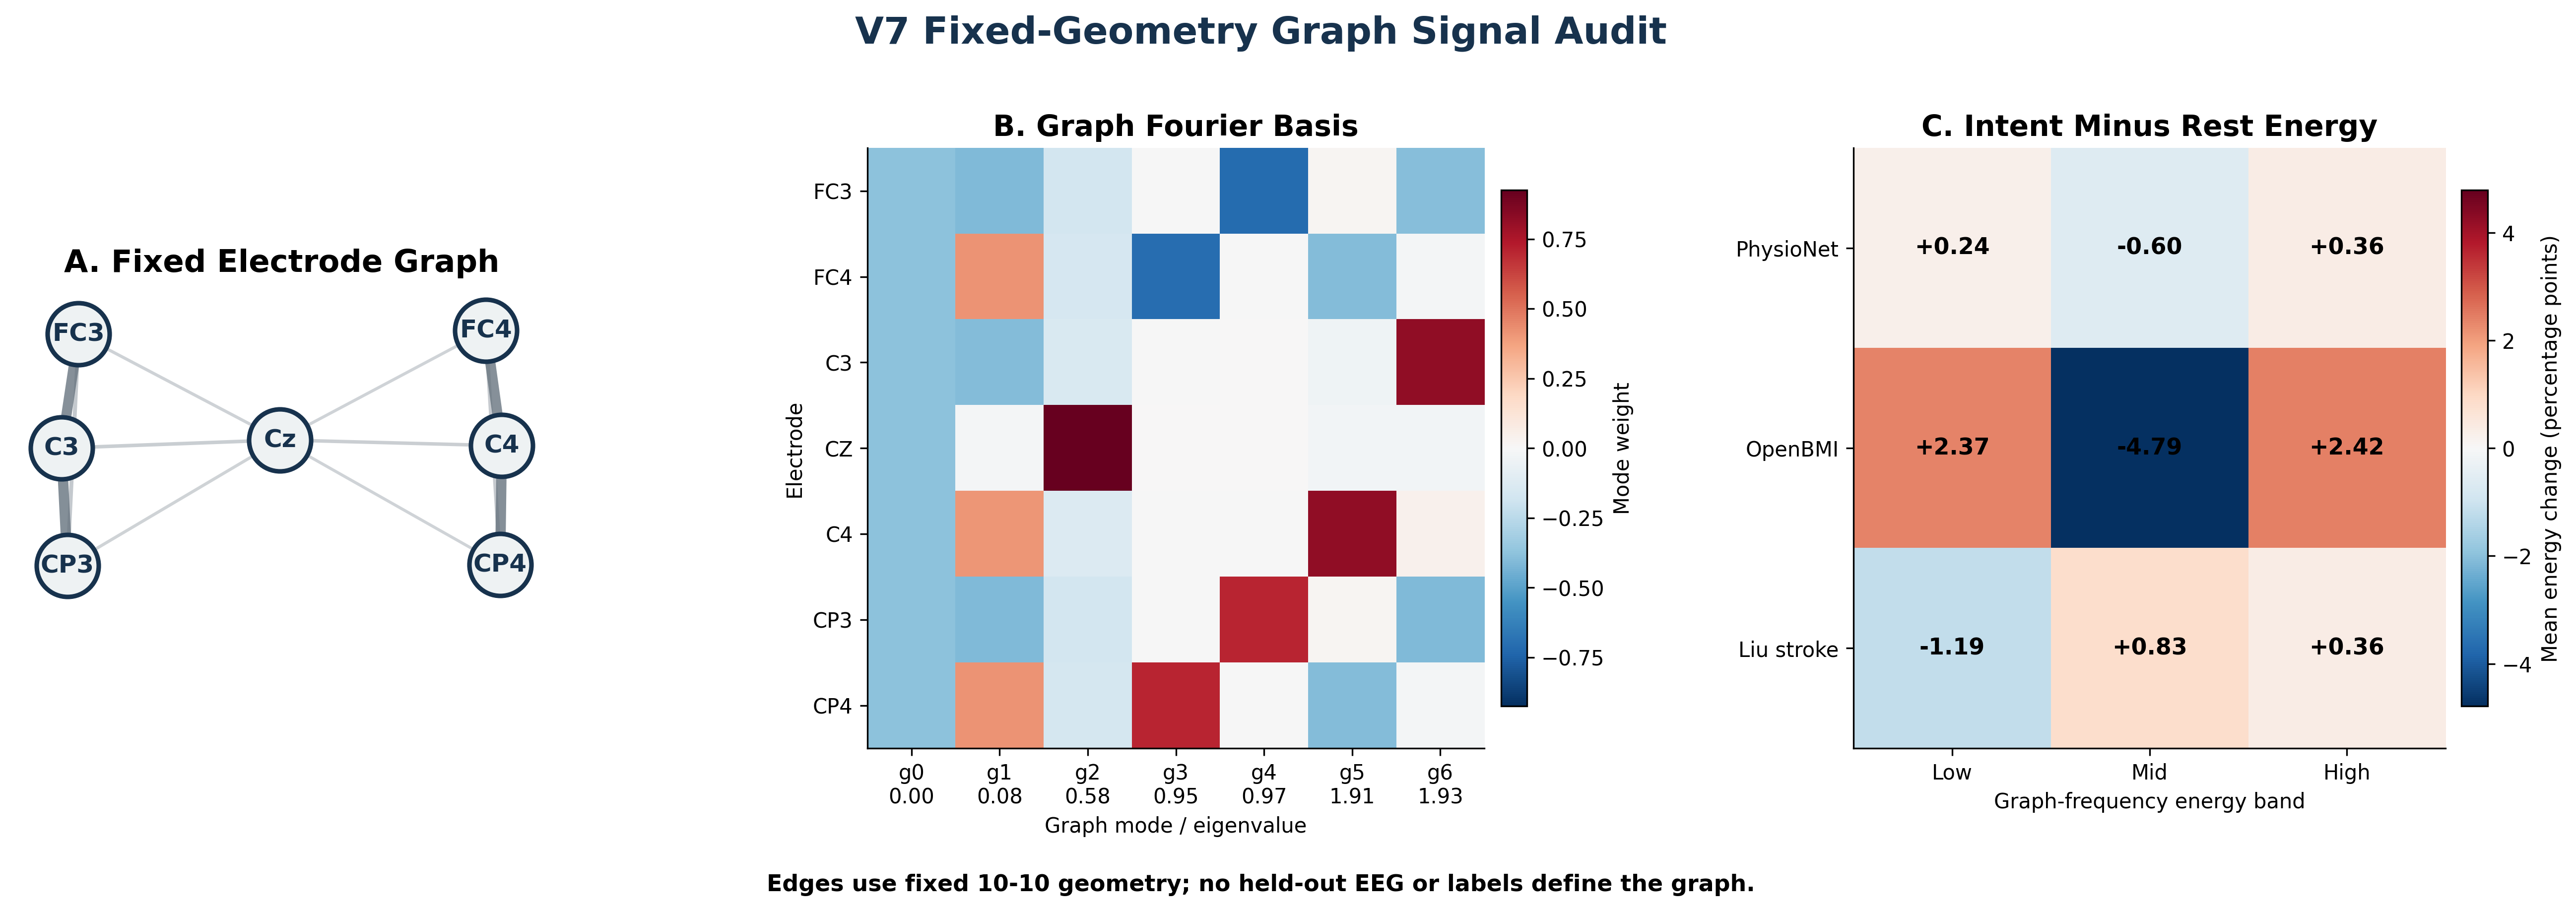 V7 Fixed-Geometry Graph Signal Audit
A. Fixed Electrode Graph
FC3
FC4
C3
Cz
C4
CP3
CP4
B. Graph Fourier Basis
Electrode
FC3
FC4
C3
CZ
C4
CP3
CP4
g0 g1 g2 g3 g4 g5 g6
0.00 0.08 0.58 0.95 0.97 1.91 1.93
Graph mode / eigenvalue
0.75
0.50
0.25
0.00
−0.25
−0.50
−0.75
Mode weight
C. Intent Minus Rest Energy
PhysioNet +0.24 -0.60 +0.36
OpenBMI +2.37 -4.79 +2.42
Liu stroke -1.19 +0.83 +0.36
Low Mid High
Graph-frequency energy band
4
2
0
−2
−4
Mean energy change (percentage points)
Edges use fixed 10-10 geometry; no held-out EEG or labels define the graph.